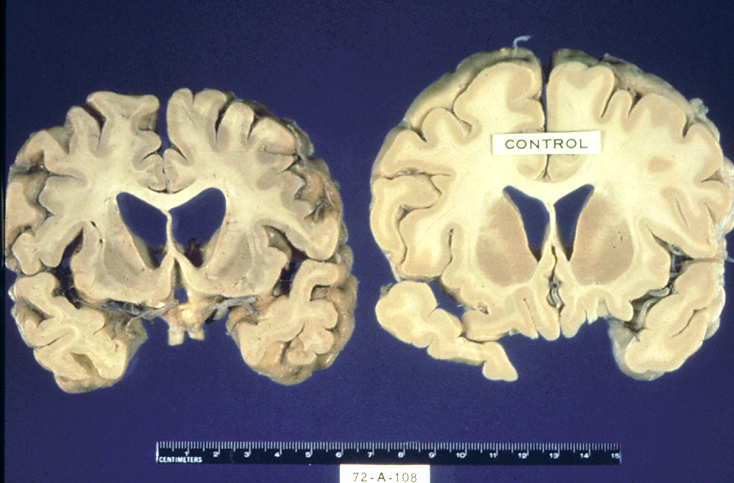 CONTROL
1 2 3 4 5 6 7 8 9 10 11 12 13 14 15
CENTIMETERS
72-A-108